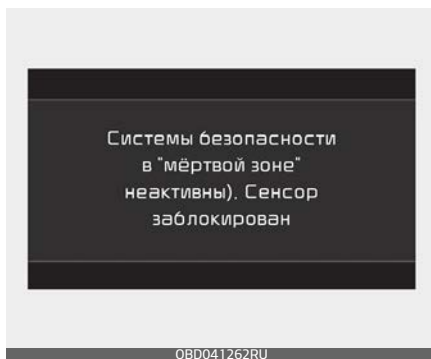 Системы безопасности
в "мёртвой зоне"
неактивны). Сенсор
заблокирован
OBD041262RU